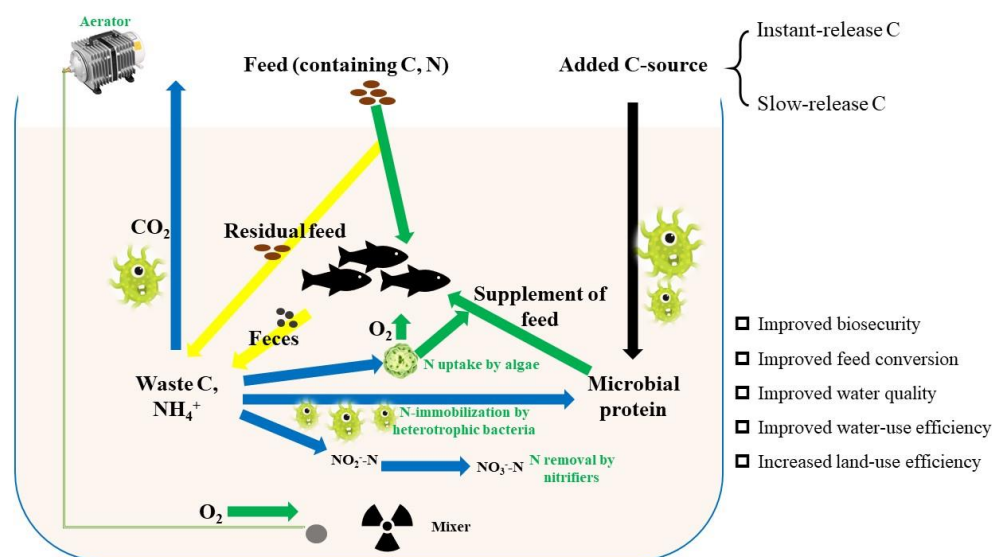 Aerator
Feed (containing C, N)
Added C-source
Instant-release C
Slow-release C
CO₂
Residual feed
Supplement of
feed
Feces
O₂
N uptake by algae
Waste C,
NH₄⁺
Microbial
protein
N-immobilization by
heterotrophic bacteria
NO₂⁻-N
NO₃⁻-N
N removal by
nitrifiers
O₂
Mixer
Improved biosecurity
Improved feed conversion
Improved water quality
Improved water-use efficiency
Increased land-use efficiency